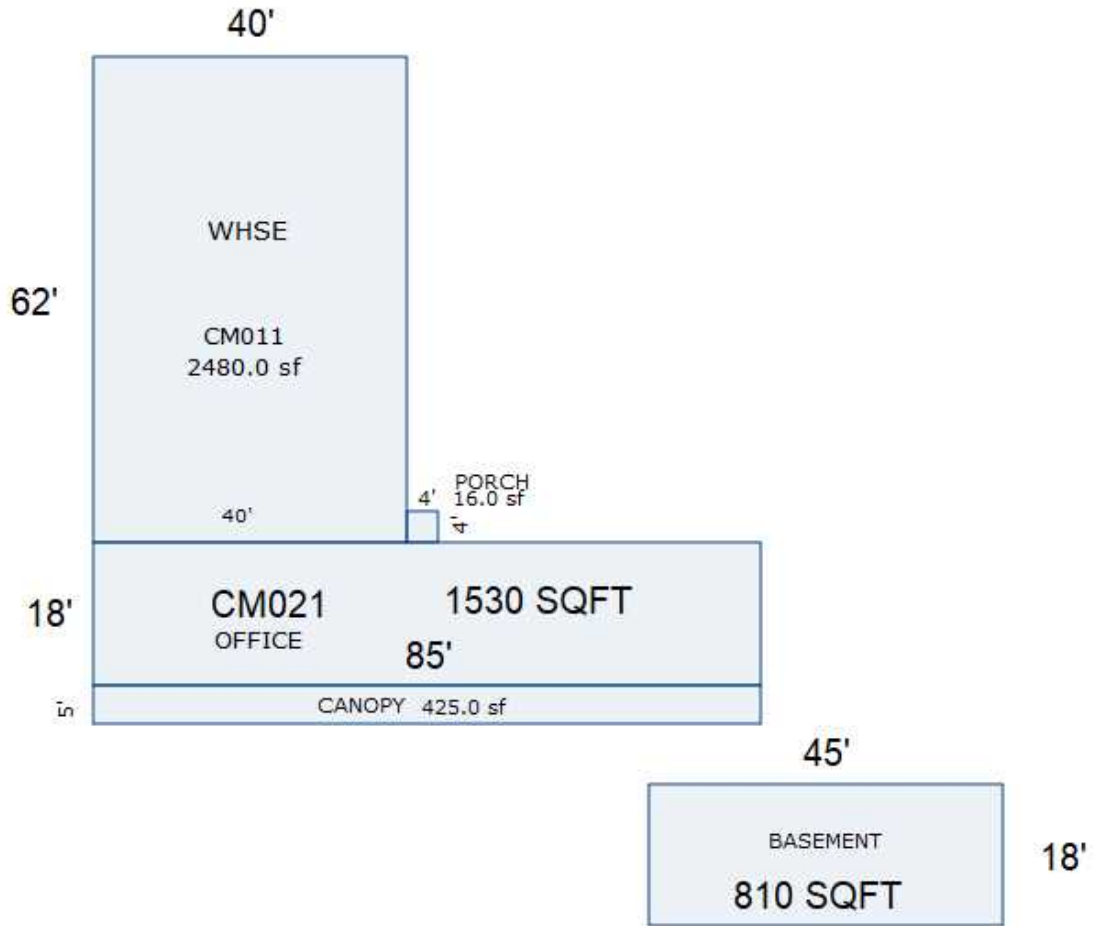 40'
WHSE
62'
CM011
2480.0 sf
PORCH
4' 16.0 sf
40'
4'
18'
CM021
1530 SQFT
OFFICE
85'
5'
CANOPY 425.0 sf
45'
BASEMENT
18'
810 SQFT